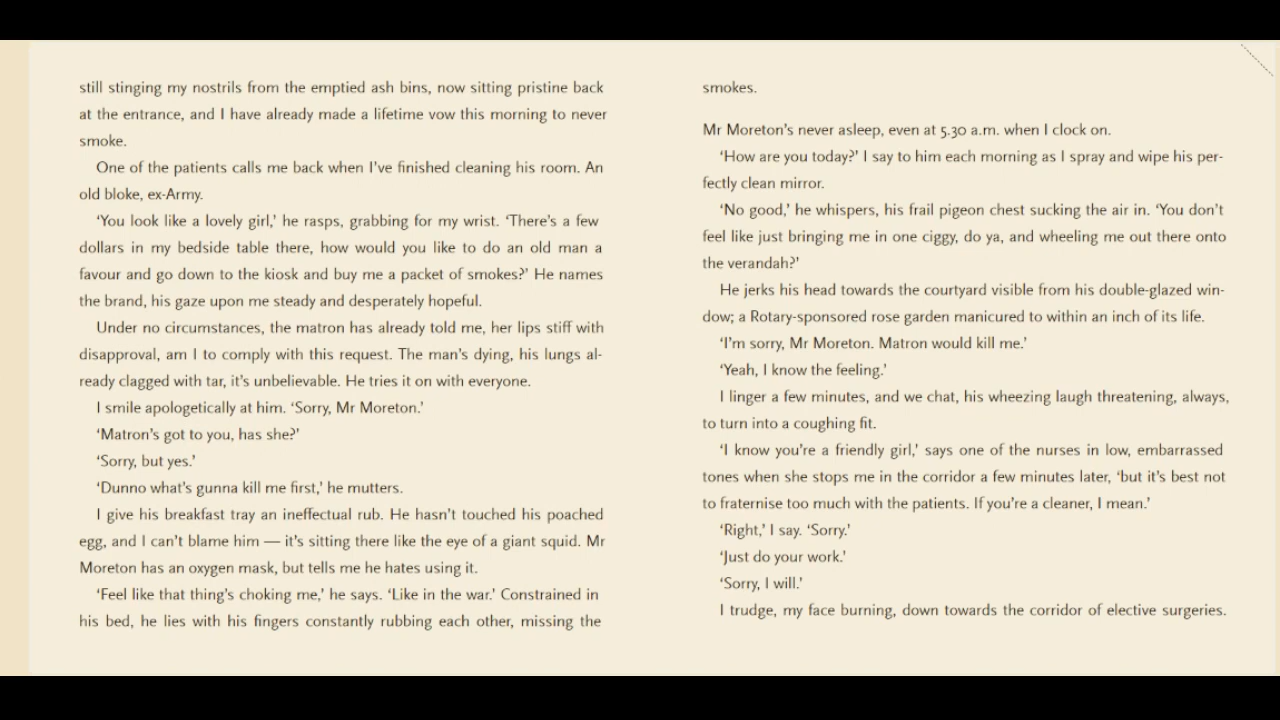 still stinging my nostrils from the emptied ash bins, now sitting pristine back
at the entrance, and I have already made a lifetime vow this morning to never
smoke.
One of the patients calls me back when I’ve finished cleaning his room. An
old bloke, ex-Army.
‘You look like a lovely girl,’ he rasps, grabbing for my wrist. ‘There’s a few
dollars in my bedside table there, how would you like to do an old man a
favour and go down to the kiosk and buy me a packet of smokes?’ He names
the brand, his gaze upon me steady and desperately hopeful.
Under no circumstances, the matron has already told me, her lips stiff with
disapproval, am I to comply with this request. The man’s dying, his lungs al-
ready clagged with tar, it’s unbelievable. He tries it on with everyone.
I smile apologetically at him. ‘Sorry, Mr Moreton.’
‘Matron’s got to you, has she?’
‘Sorry, but yes.’
‘Dunno what’s gunna kill me first,’ he mutters.
I give his breakfast tray an ineffectual rub. He hasn’t touched his poached
egg, and I can’t blame him — it’s sitting there like the eye of a giant squid. Mr
Moreton has an oxygen mask, but tells me he hates using it.
‘Feel like that thing’s choking me,’ he says. ‘Like in the war.’ Constrained in
his bed, he lies with his fingers constantly rubbing each other, missing the
smokes.
Mr Moreton’s never asleep, even at 5.30 a.m. when I clock on.
‘How are you today?’ I say to him each morning as I spray and wipe his per-
fectly clean mirror.
‘No good,’ he whispers, his frail pigeon chest sucking the air in. ‘You don’t
feel like just bringing me in one ciggy, do ya, and wheeling me out there onto
the verandah?’
He jerks his head towards the courtyard visible from his double-glazed win-
dow; a Rotary-sponsored rose garden manicured to within an inch of its life.
‘I’m sorry, Mr Moreton. Matron would kill me.’
‘Yeah, I know the feeling.’
I linger a few minutes, and we chat, his wheezing laugh threatening, always,
to turn into a coughing fit.
‘I know you’re a friendly girl,’ says one of the nurses in low, embarrassed
tones when she stops me in the corridor a few minutes later, ‘but it’s best not
to fraternise too much with the patients. If you’re a cleaner, I mean.’
‘Right,’ I say. ‘Sorry.’
‘Just do your work.’
‘Sorry, I will.’
I trudge, my face burning, down towards the corridor of elective surgeries.